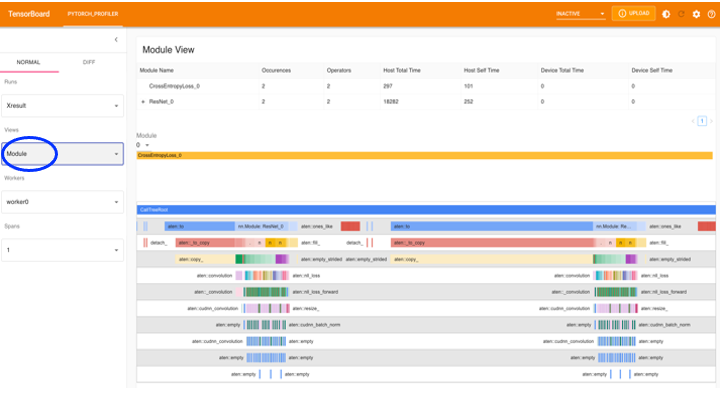 TensorBoard PYTORCH_PROFILER INACTIVE UPLOAD
NORMAL DIFF
Runs
Xresult
Views
Module
Workers
worker0
Spans
1
Module View
Module Name Occurences Operators Host Total Time Host Self Time Device Total Time Device Self Time
CrossEntropyLoss_0 2 2 297 101 0 0
+ ResNet_0 2 2 18282 252 0 0
1
Module
0
CrossEntropyLoss_0
CallTreeRoot
aten::to nn.Module: ResNet_0 aten::ones_like aten::to nn.Module: Re... aten::ones_like
detach_ aten::_to_copy n n n aten::fill_ detach_ aten::_to_copy n n aten::fill_
aten::copy_ aten::empty_strided aten::empty_strided aten::copy_ aten::empty_strided
aten::convolution aten::nll_loss aten::convolution aten::nll_loss
aten::_convolution aten::nll_loss_forward aten::_convolution aten::nll_loss_forward
aten::cudnn_convolution aten::resize_ aten::cudnn_convolution aten::resize_
aten::empty aten::cudnn_batch_norm aten::empty aten::cudnn_batch_norm
aten::cudnn_convolution aten::empty aten::cudnn_convolution aten::empty
aten::empty aten::empty aten::empty aten::empty
aten::empty aten::empty aten::empty aten::empty